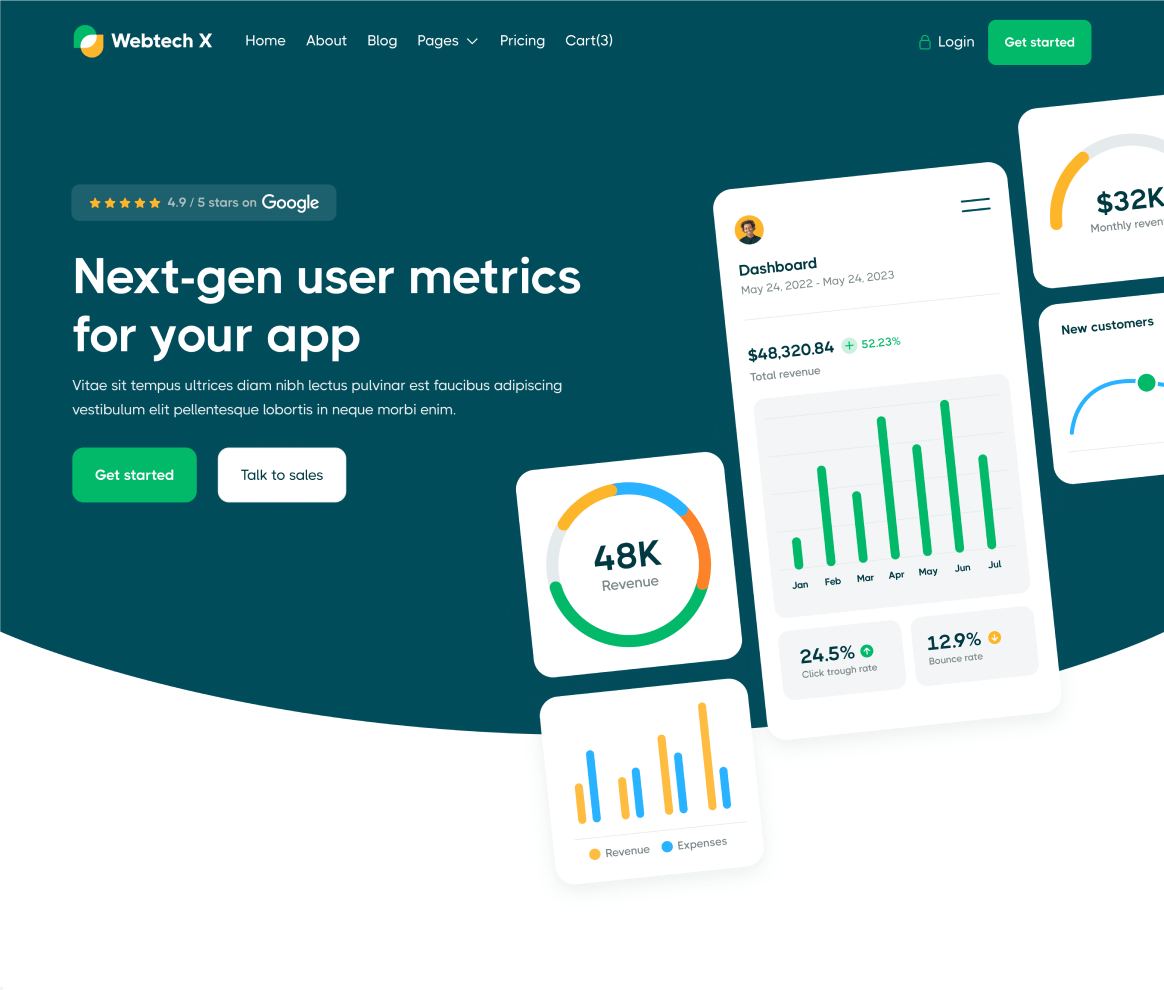 Webtech X
Home
About
Blog
Pages
Pricing
Cart(3)
Login
Get started
4.9 / 5 stars on Google
Next-gen user metrics
for your app
Vitae sit tempus ultrices diam nibh lectus pulvinar est faucibus adipiscing
vestibulum elit pellentesque lobortis in neque morbi enim.
Get started
Talk to sales
48K
Revenue
Revenue
Expenses
Dashboard
May 24, 2022 - May 24, 2023
$48,320.84
52.23%
Total revenue
Jan Feb Mar Apr May Jun Jul
24.5%
Click trough rate
12.9%
Bounce rate
$32K
Monthly
New customers